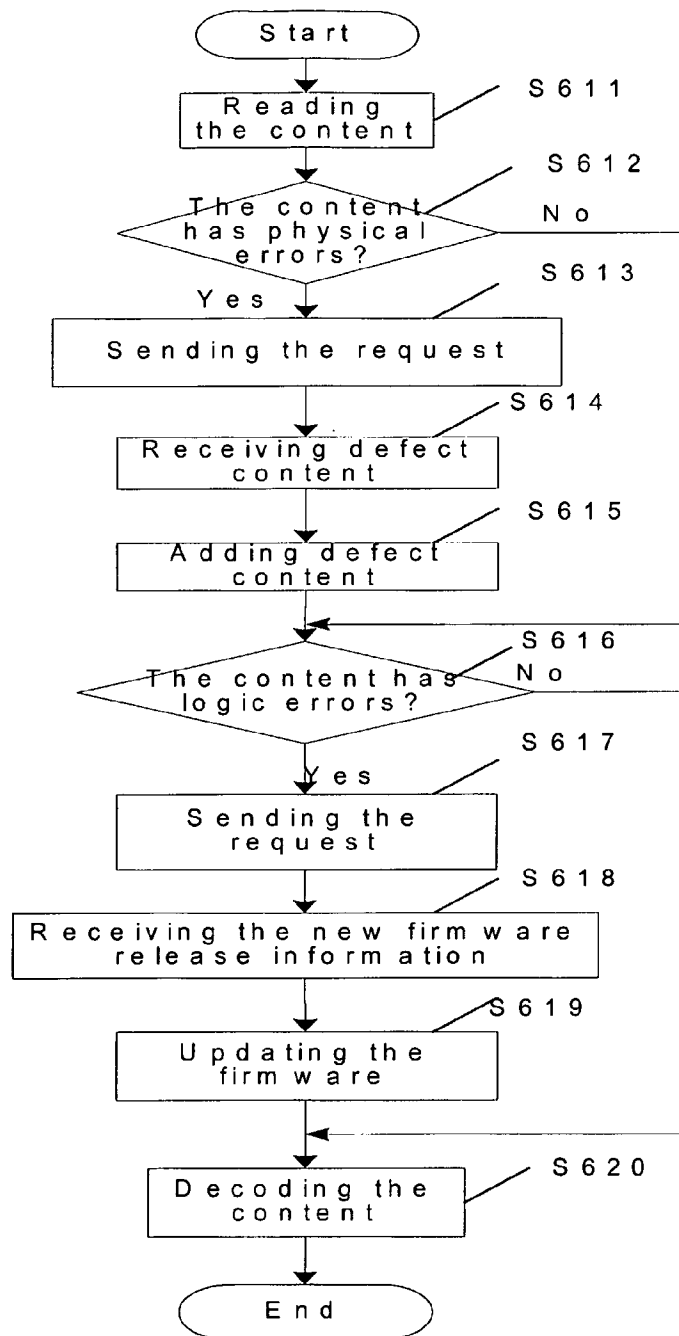 Start
S611
Reading
the content
S612
The content
has physical
errors?
No
Yes
S613
Sending the request
S614
Receiving defect
content
S615
Adding defect
content
S616
The content has
logic errors?
No
Yes
S617
Sending the
request
S618
Receiving the new firmware
release information
S619
Updating the
firmware
S620
Decoding the
content
End